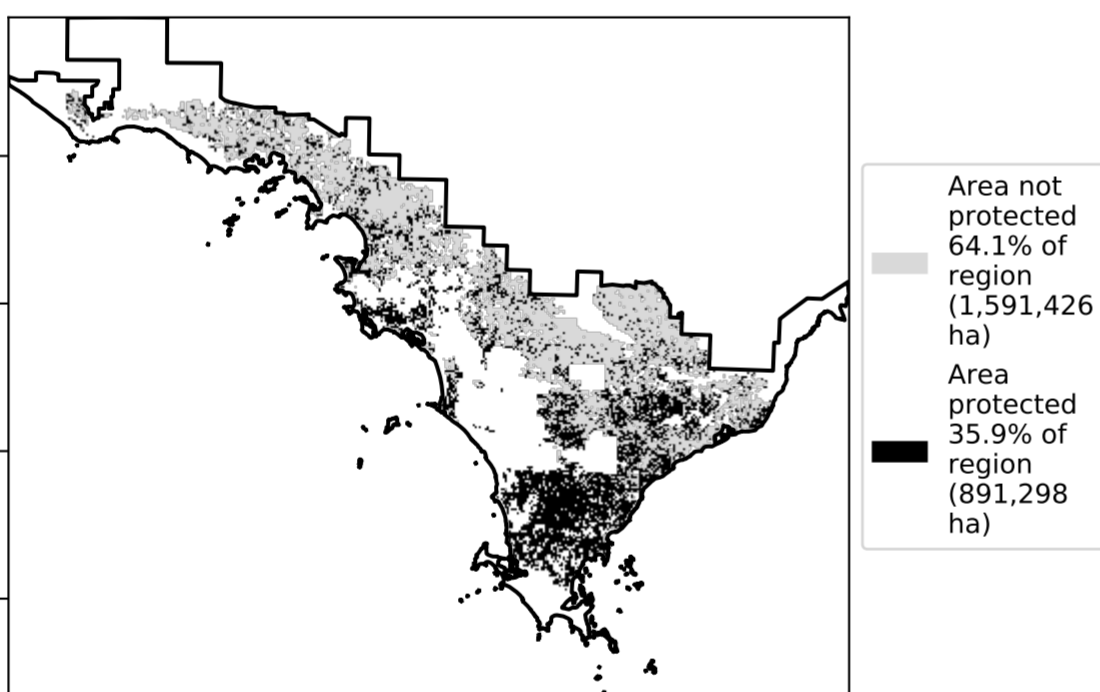 Area not
protected
64.1% of
region
(1,591,426
ha)
Area
protected
35.9% of
region
(891,298
ha)